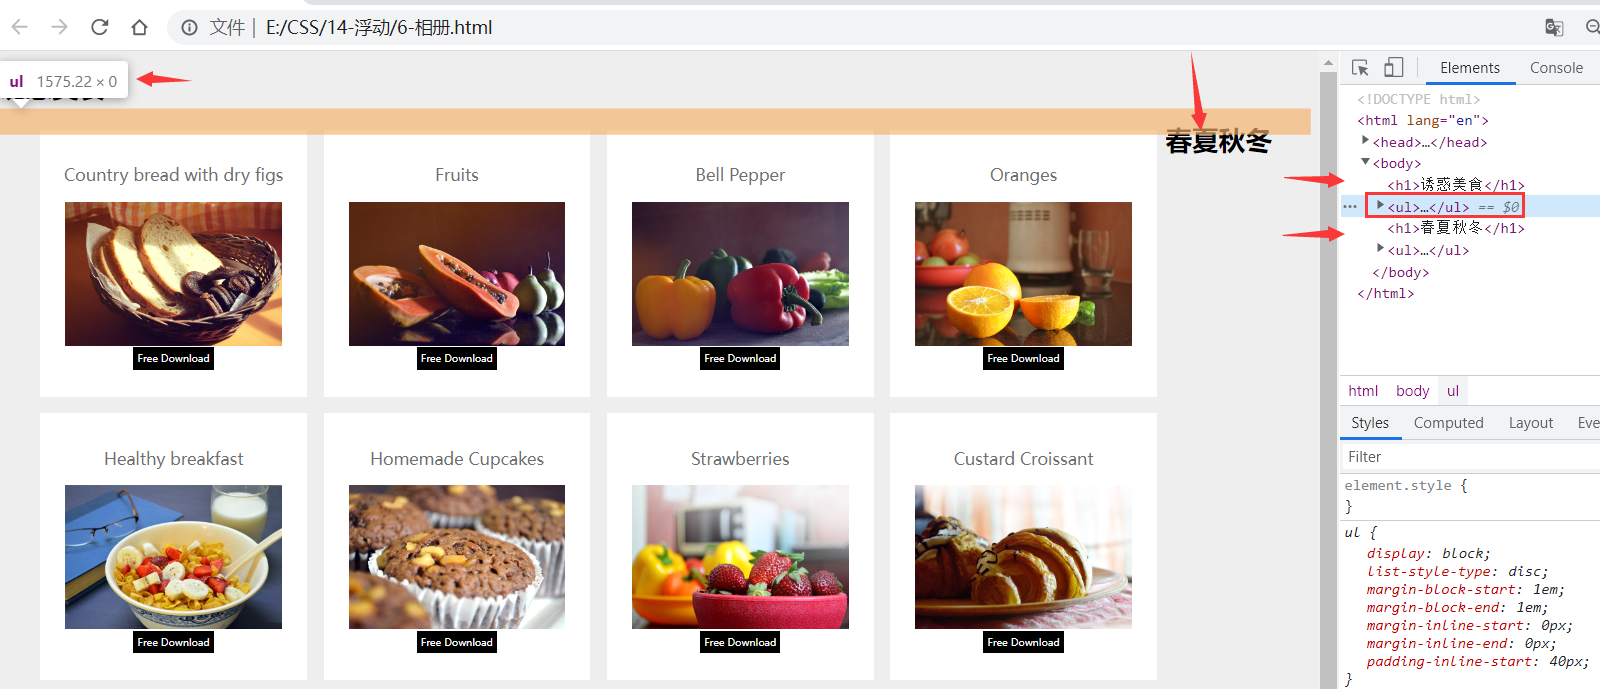 文件 | E:/CSS/14-浮动/6-相册.html
ul 1575.22 × 0
春夏秋冬
Country bread with dry figs
Fruits
Bell Pepper
Oranges
Free Download
Free Download
Free Download
Free Download
Healthy breakfast
Homemade Cupcakes
Strawberries
Custard Croissant
Free Download
Free Download
Free Download
Free Download
Elements
Console
<!DOCTYPE html>
<html lang="en">
<head>…</head>
<body>
<h1>诱惑美食</h1>
<ul>…</ul> == $0
<h1>春夏秋冬</h1>
<ul>…</ul>
</body>
</html>
html body ul
Styles Computed Layout Eve
Filter
element.style {
}
ul {
display: block;
list-style-type: disc;
margin-block-start: 1em;
margin-block-end: 1em;
margin-inline-start: 0px;
margin-inline-end: 0px;
padding-inline-start: 40px;
}